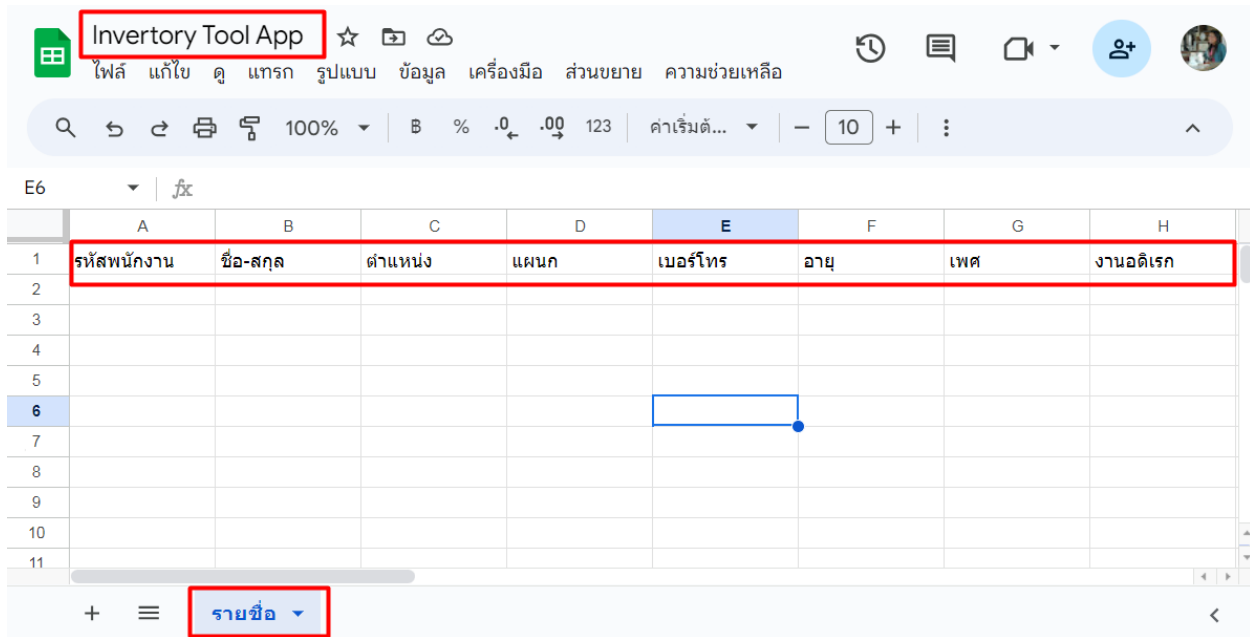 Invertory Tool App
ไฟล์ แก้ไข ดู แทรก รูปแบบ ข้อมูล เครื่องมือ ส่วนขยาย ความช่วยเหลือ
100% ฿ % .0 .00 123 ค่าเริ่มต้... 10
E6 fx
A B C D E F G H
1 รหัสพนักงาน ชื่อ-สกุล ตำแหน่ง แผนก เบอร์โทร อายุ เพศ งานอดิเรก
2
3
4
5
6
7
8
9
10
11
รายชื่อ